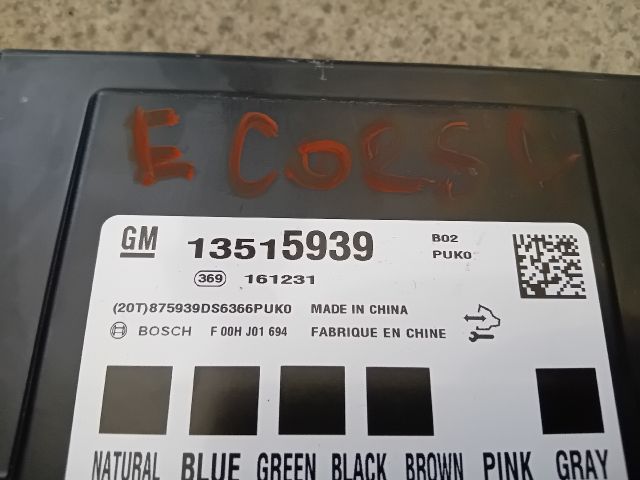 GM 13515939 B02
PUK0
369 161231
(20T)875939DS6366PUK0 MADE IN CHINA
BOSCH F 00H J01 694 FABRIQUE EN CHINE
NATURAL BLUE GREEN BLACK BROWN PINK GRAY